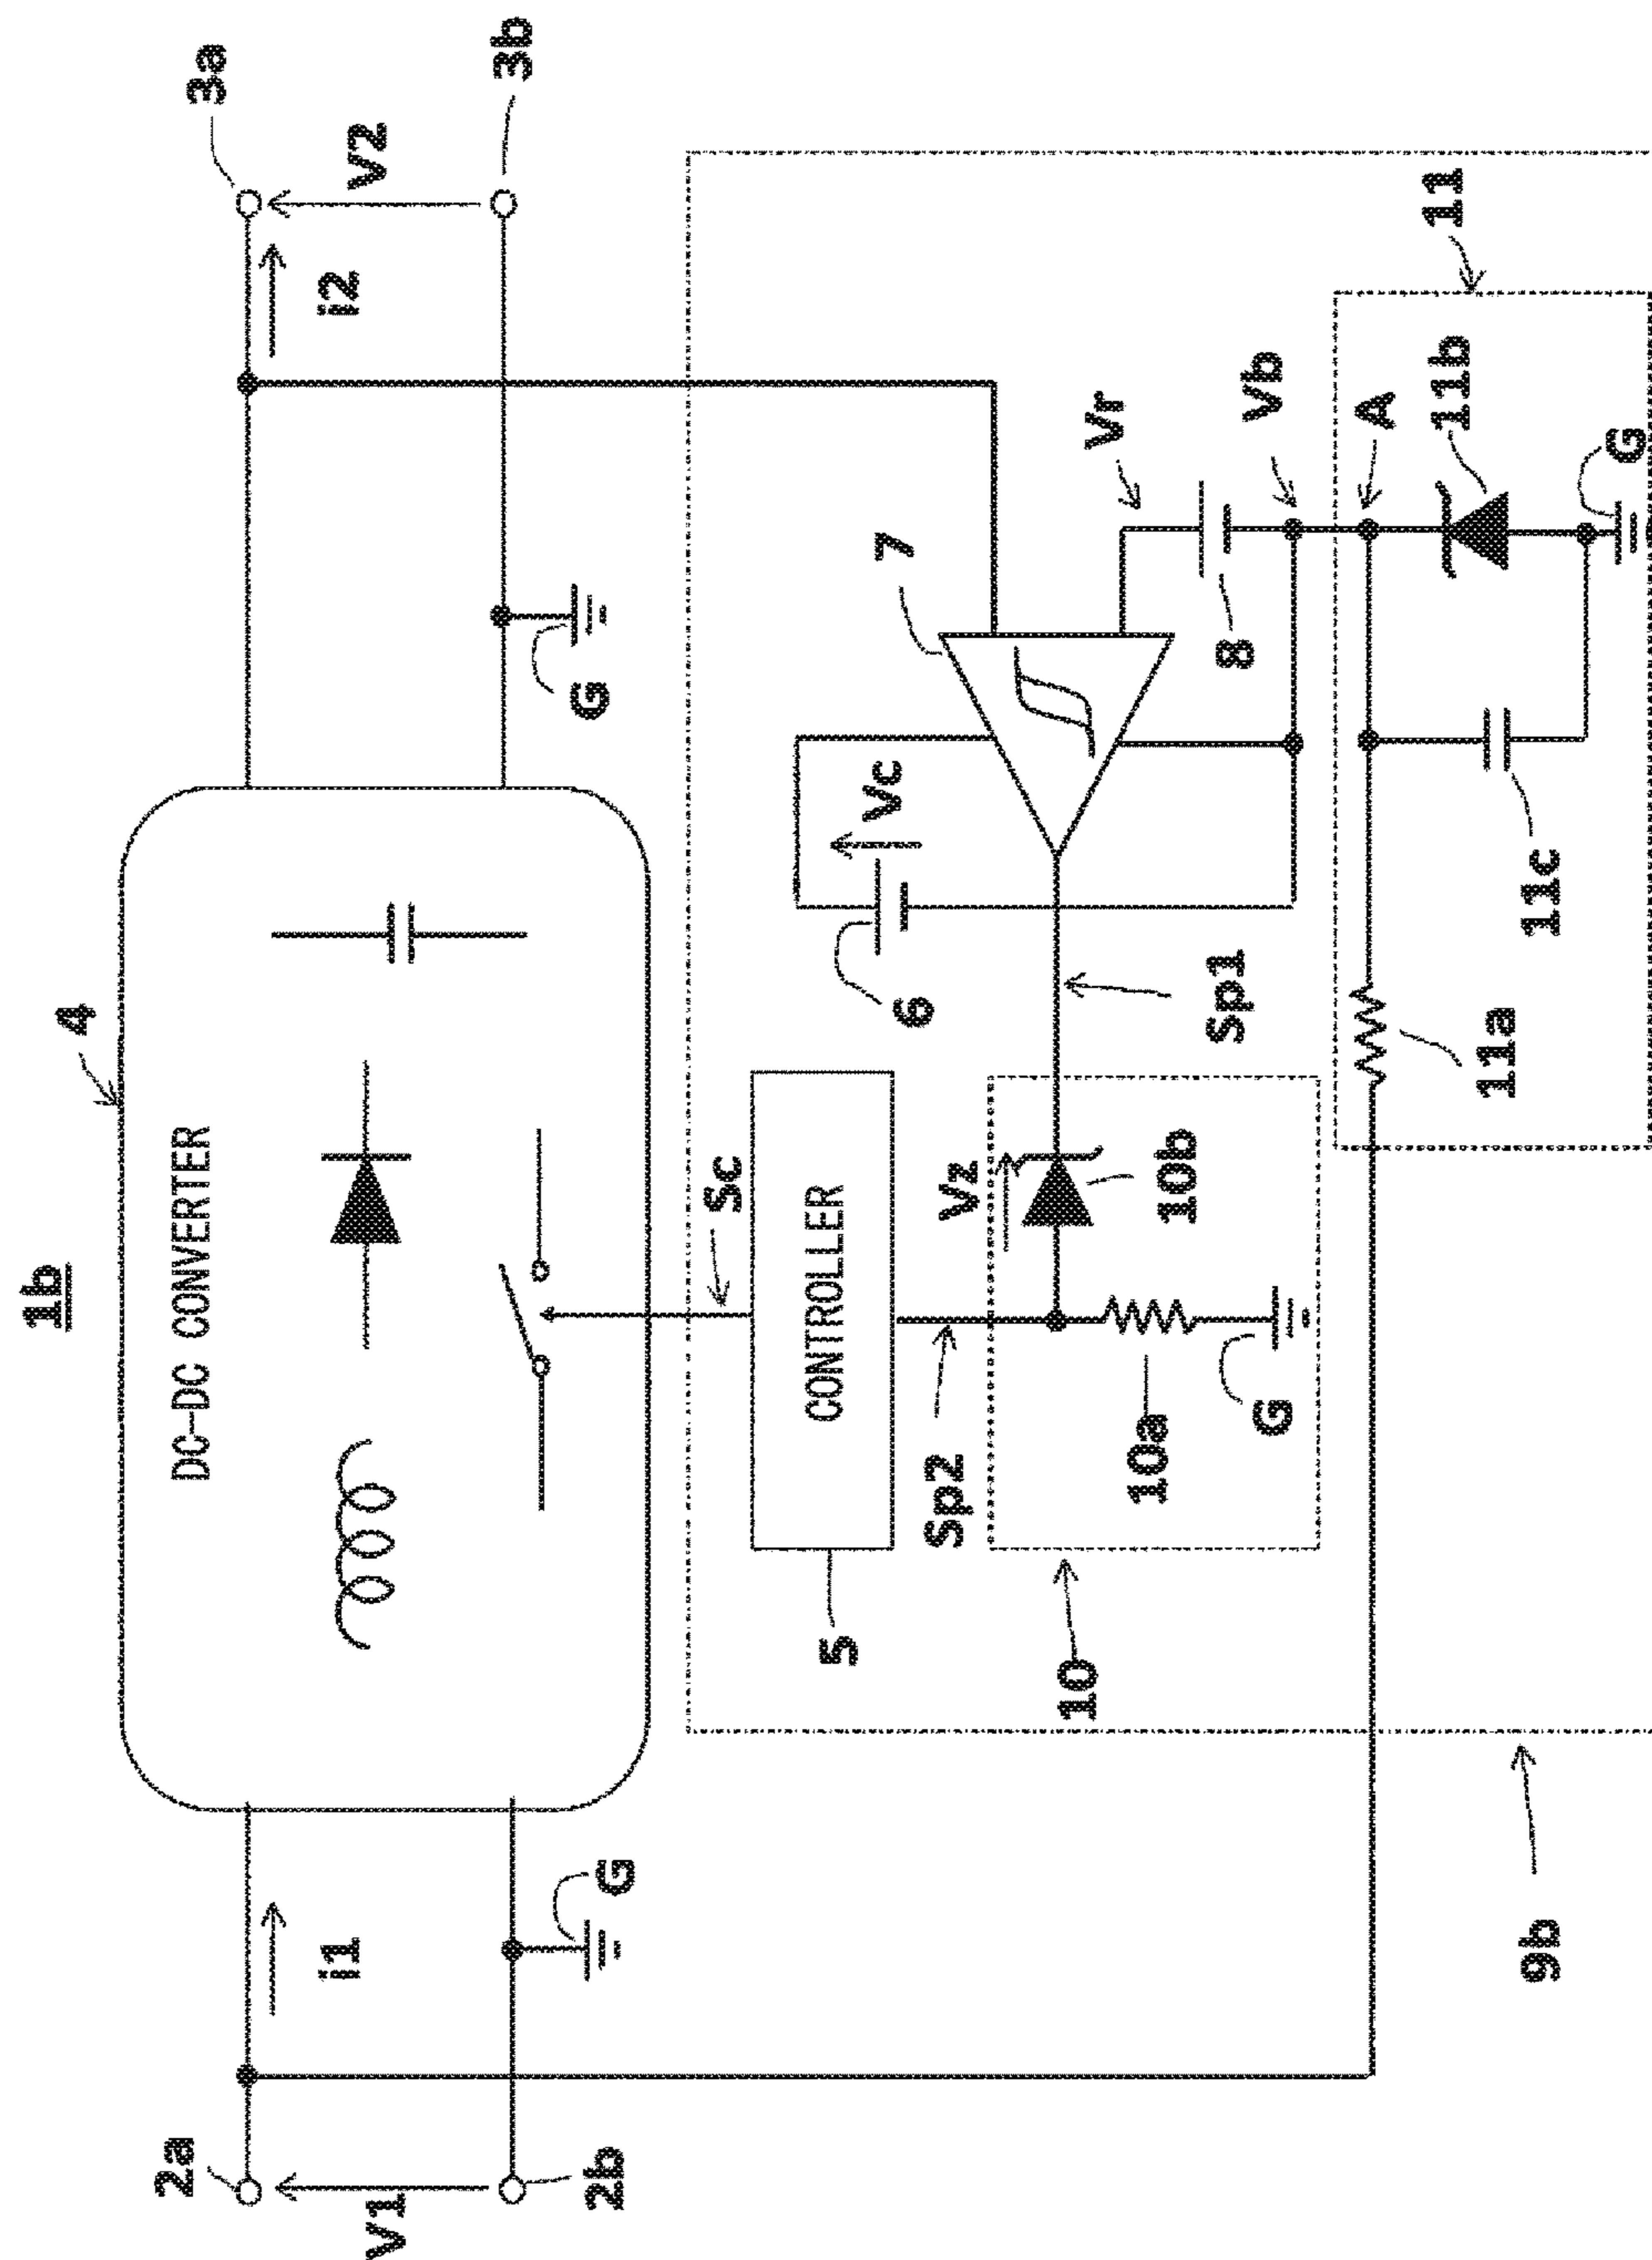 1b
4
DC-DC CONVERTER
2a
V1
2b
i1
G
3a
V2
3b
i2
G
Sc
CONTROLLER
5
Sp2
Vz
10b
10a
G
10
6
Vc
7
Sp1
Vr
8
Vb
A
11
11b
G
11c
11a
9b